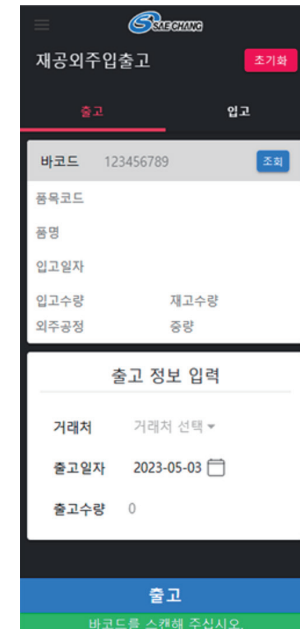 SAECHANG
재공외주입출고 초기화
출고 입고
바코드 123456789 조회
품목코드
품명
입고일자
입고수량 재고수량
외주공정 중량
출고 정보 입력
거래처 거래처 선택
출고일자 2023-05-03
출고수량 0
출고
바코드를 스캔해 주십시오.